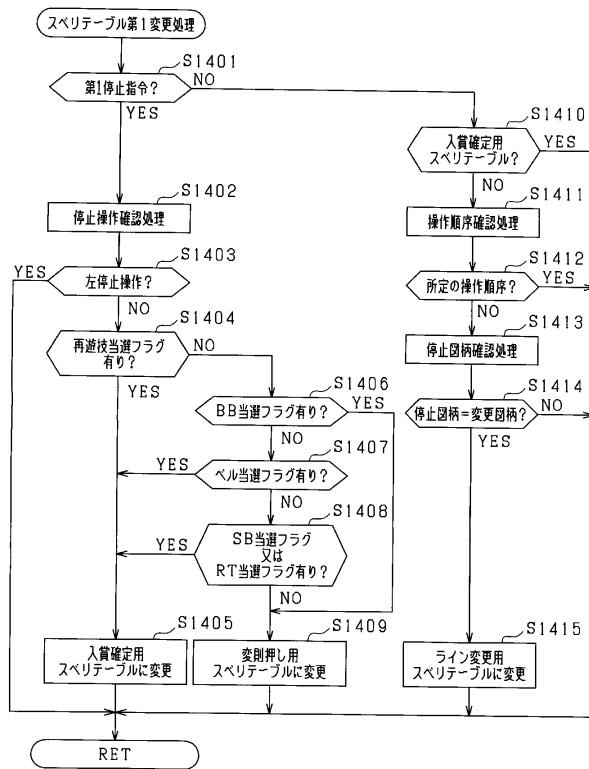 スベリテーブル第1変更処理
S1401
第1停止指令?
NO
YES
S1402
停止操作確認処理
S1403
YES
左停止操作?
NO
S1404
再遊技当選フラグ
有り?
NO
YES
S1406
BB当選フラグ有り?
YES
NO
S1407
YES
ベル当選フラグ有り?
NO
S1408
YES
SB当選フラグ
又は
RT当選フラグ有り?
NO
S1405
入賞確定用
スベリテーブルに変更
S1409
変則押し用
スベリテーブルに変更
S1410
入賞確定用
スベリテーブル?
YES
NO
S1411
操作順序確認処理
S1412
所定の操作順序?
YES
NO
S1413
停止図柄確認処理
S1414
停止図柄=変更図柄?
NO
YES
S1415
ライン変更用
スベリテーブルに変更
RET